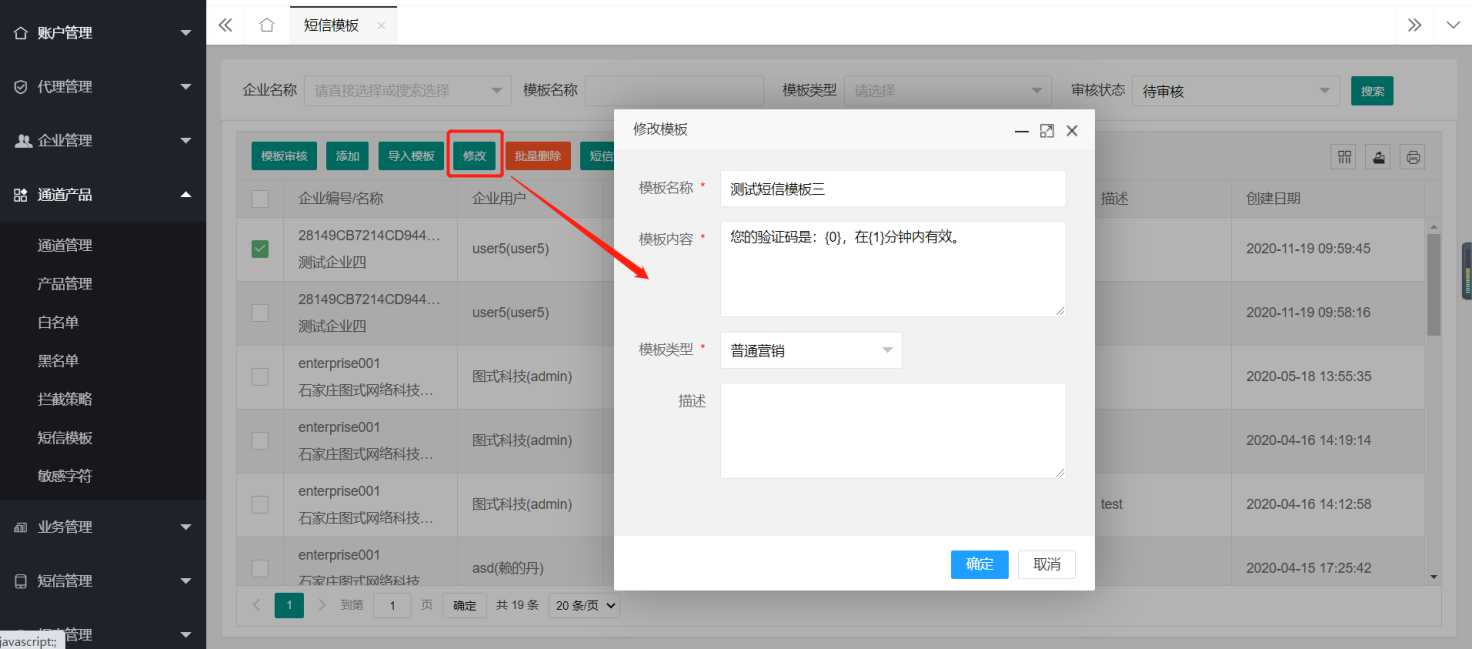 账户管理
代理管理
企业管理
通道产品
通道管理
产品管理
白名单
黑名单
拦截策略
短信模板
敏感字符
业务管理
短信管理
管理
javascript:;
短信模板
企业名称 请直接选择或搜索选择 模板名称 模板类型 请选择 审核状态 待审核 搜索
模板审核 添加 导入模板 修改 批量删除 短信
企业编号/名称 企业用户 描述 创建日期
28149CB7214CD944...
测试企业四
user5(user5) 2020-11-19 09:59:45
28149CB7214CD944...
测试企业四
user5(user5) 2020-11-19 09:58:16
enterprise001
石家庄图式网络科技...
图式科技(admin) 2020-05-18 13:55:35
enterprise001
石家庄图式网络科技...
图式科技(admin) 2020-04-16 14:19:14
enterprise001
石家庄图式网络科技...
图式科技(admin) test 2020-04-16 14:12:58
enterprise001
石家庄图式网络科技
asd(赖的丹) 2020-04-15 17:25:42
1 到第 1 页 确定 共 19 条 20 条/页
修改模板
模板名称 * 测试短信模板三
模板内容 * 您的验证码是：{0}，在{1}分钟内有效。
模板类型 * 普通营销
描述
确定 取消